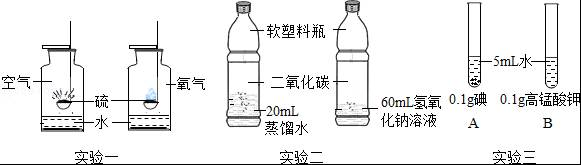 空气
氧气
硫
水
实验一
软塑料瓶
二氧化碳
20mL
蒸馏水
60mL氢氧
化钠溶液
实验二
5mL水
0.1g碘
0.1g高锰酸钾
A
B
实验三